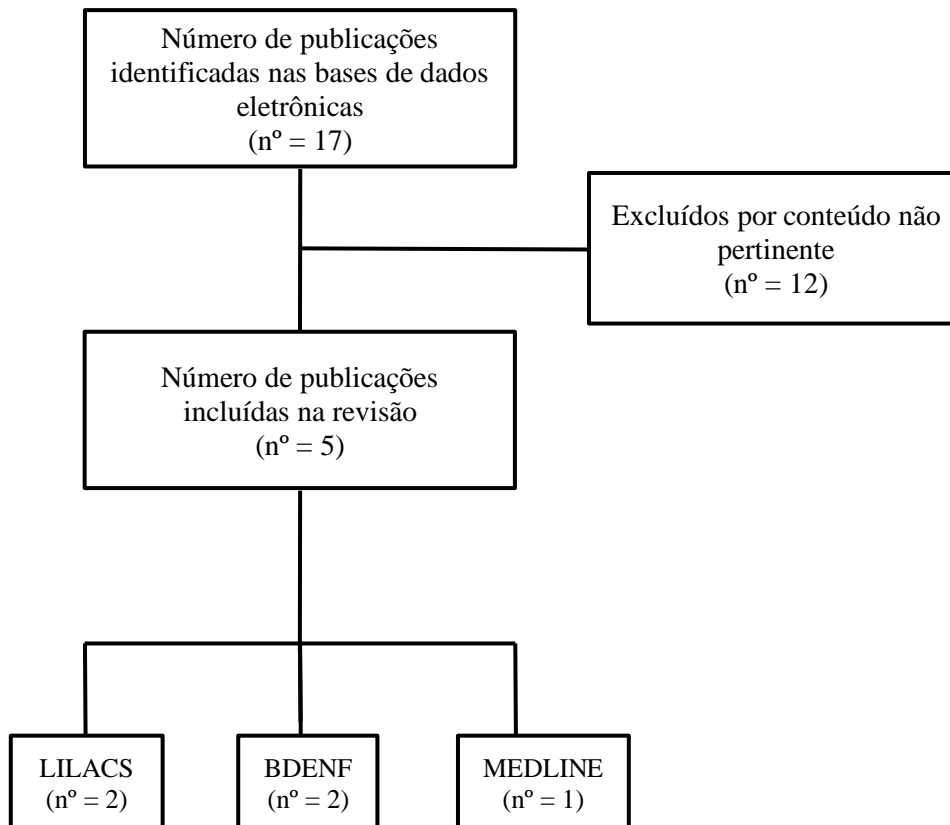 Número de publicações
identificadas nas bases de dados
eletrônicas
(nº = 17)
Excluídos por conteúdo não
pertinente
(nº = 12)
Número de publicações
incluídas na revisão
(nº = 5)
LILACS
(nº = 2)
BDENF
(nº = 2)
MEDLINE
(nº = 1)